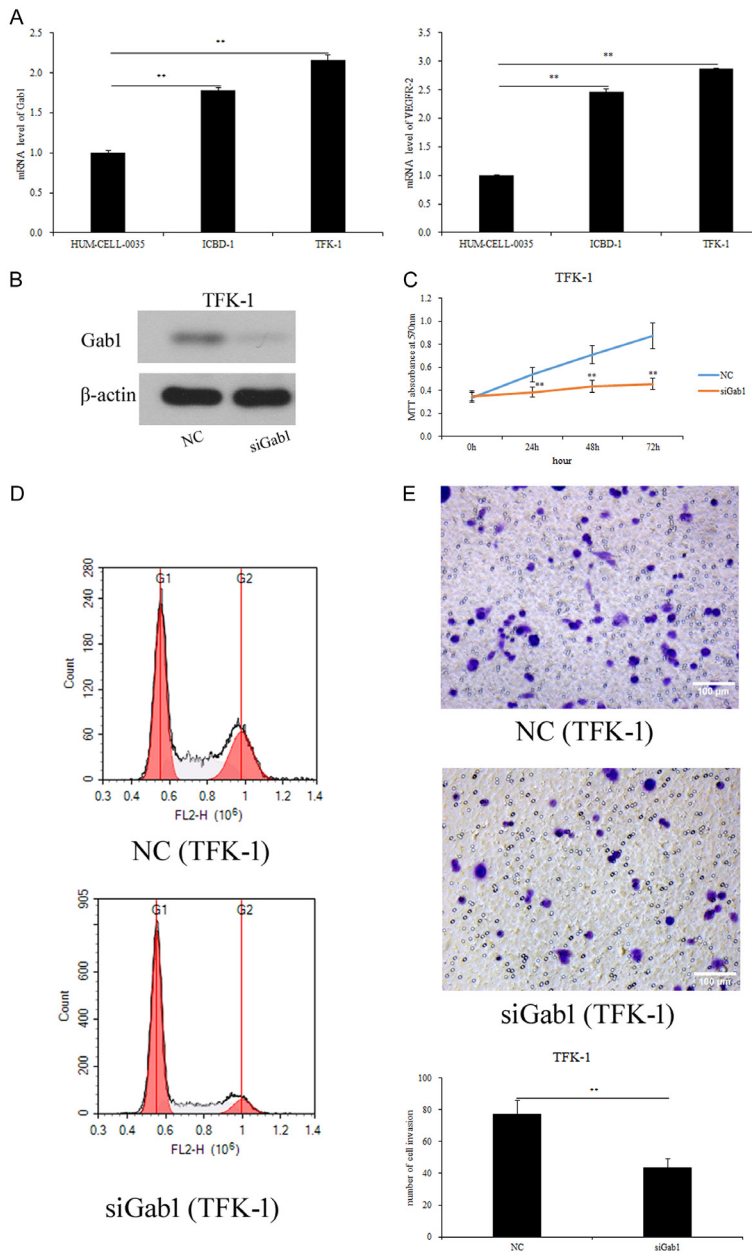 A
mRNA level of Gab1
2.5
2.0
1.5
1.0
0.5
0.0
**
**
HUM-CELL-0035 ICBD-1 TFK-1
mRNA level of VEGFR-2
3.5
3.0
2.5
2.0
1.5
1.0
0.5
0.0
**
**
HUM-CELL-0035 ICBD-1 TFK-1
B
TFK-1
Gab1
β-actin
NC siGab1
C
TFK-1
MTT absorbance at 570nm
1.2
1.0
0.8
0.6
0.4
0.2
0.0
** ** **
0h 24h 48h 72h
hour
NC
siGab1
D
Count
280
240
180
120
60
0
G1 G2
0.3 0.4 0.6 0.8 1 1.2 1.4
FL2-H (10⁶)
NC (TFK-1)
Count
905
600
400
200
0
G1 G2
0.3 0.4 0.6 0.8 1 1.2 1.4
FL2-H (10⁶)
siGab1 (TFK-1)
E
100 μm
NC (TFK-1)
100 μm
siGab1 (TFK-1)
TFK-1
number of cell invasion
100
90
80
60
40
20
0
**
NC siGab1